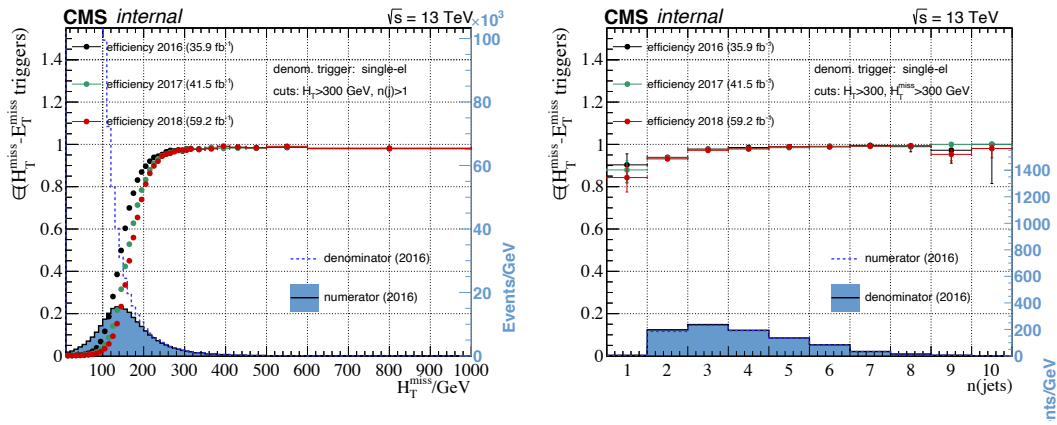 CMS internal
√s = 13 TeV
×10³
∈(H_T^miss-E_T^miss triggers)
1.4
1.2
1
0.8
0.6
0.4
0.2
0
efficiency 2016 (35.9 fb⁻¹)
efficiency 2017 (41.5 fb⁻¹)
efficiency 2018 (59.2 fb⁻¹)
denom. trigger: single-el
cuts: H_T>300 GeV, n(j)>1
denominator (2016)
numerator (2016)
100
80
60
40
20
0
Events/GeV
100 200 300 400 500 600 700 800 900 1000
H_T^miss/GeV
CMS internal
√s = 13 TeV
∈(H_T^miss-E_T^miss triggers)
1.4
1.2
1
0.8
0.6
0.4
0.2
0
efficiency 2016 (35.9 fb⁻¹)
efficiency 2017 (41.5 fb⁻³)
efficiency 2018 (59.2 fb⁻³)
denom. trigger: single-el
cuts: H_T>300, H_T^miss>300 GeV
numerator (2016)
denominator (2016)
1400
1200
1000
800
600
400
200
0
1 2 3 4 5 6 7 8 9 10
n(jets)
nts/GeV